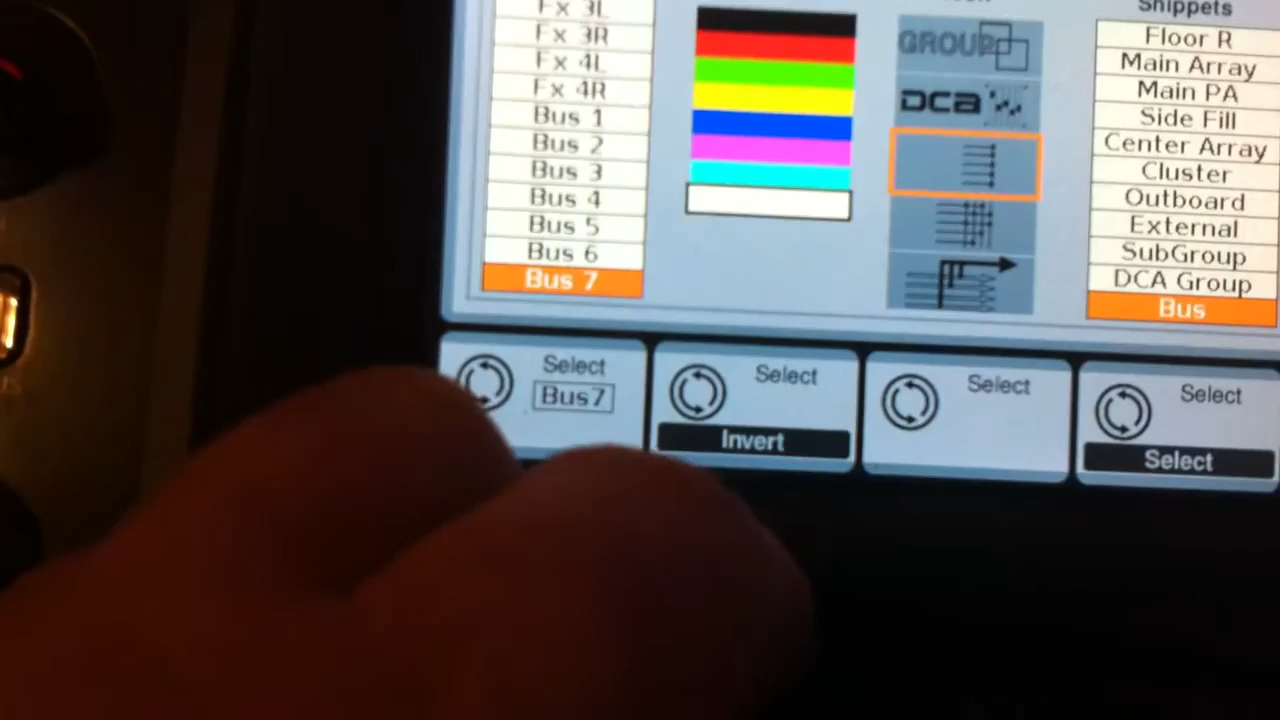 Fx 3L
Fx 3R
Fx 4L
Fx 4R
Bus 1
Bus 2
Bus 3
Bus 4
Bus 5
Bus 6
Bus 7
GROUP
DCA
Snippets
Floor R
Main Array
Main PA
Side Fill
Center Array
Cluster
Outboard
External
SubGroup
DCA Group
Bus
Select
Bus7
Select
Invert
Select
Select
Select